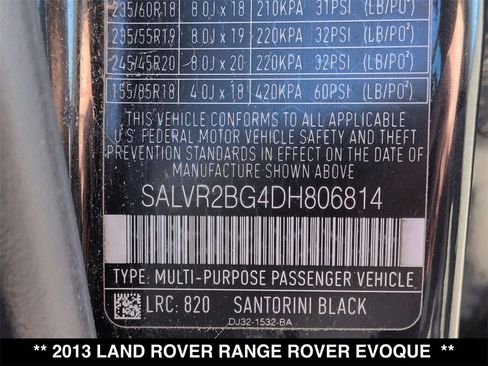 235/60R18 8.0J x 18 210KPA 31PSI (LB/PO²)
235/55R19 8.0J x 19 220KPA 32PSI (LB/PO²)
245/45R20 8.0J x 20 220KPA 32PSI (LB/PO²)
155/85R18 4.0J x 18 420KPA 60PSI (LB/PO²)
THIS VEHICLE CONFORMS TO ALL APPLICABLE
U.S. FEDERAL MOTOR VEHICLE SAFETY AND THEFT
PREVENTION STANDARDS IN EFFECT ON THE DATE OF
MANUFACTURE SHOWN ABOVE
SALVR2BG4DH806814
TYPE: MULTI-PURPOSE PASSENGER VEHICLE
LRC: 820 SANTORINI BLACK
DJ32-1532-BA
** 2013 LAND ROVER RANGE ROVER EVOQUE **